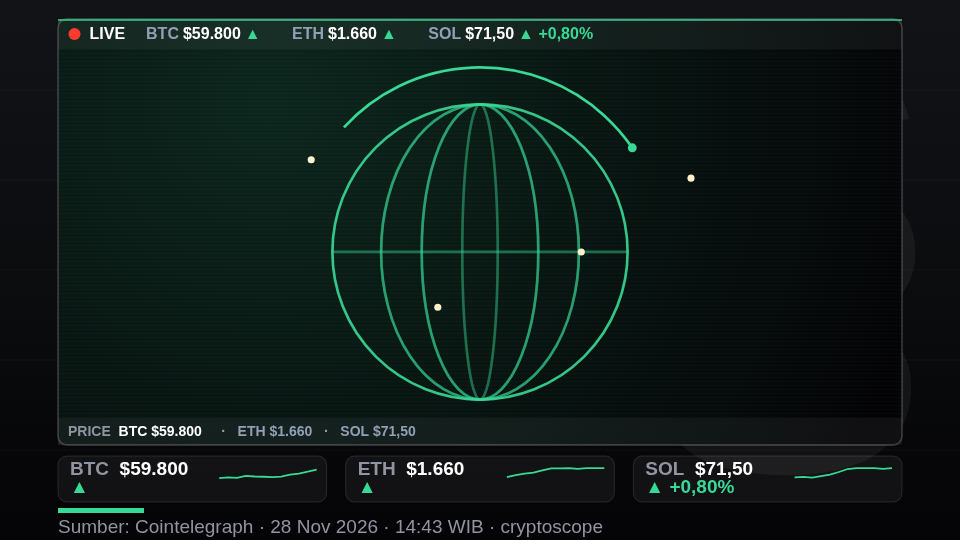 LIVE BTC $59.800 ▲ ETH $1.660 ▲ SOL $71,50 ▲ +0,80%
PRICE BTC $59.800 · ETH $1.660 · SOL $71,50
BTC $59.800
▲
ETH $1.660
▲
SOL $71,50
▲ +0,80%
Sumber: Cointelegraph · 28 Nov 2026 · 14:43 WIB · cryptoscope